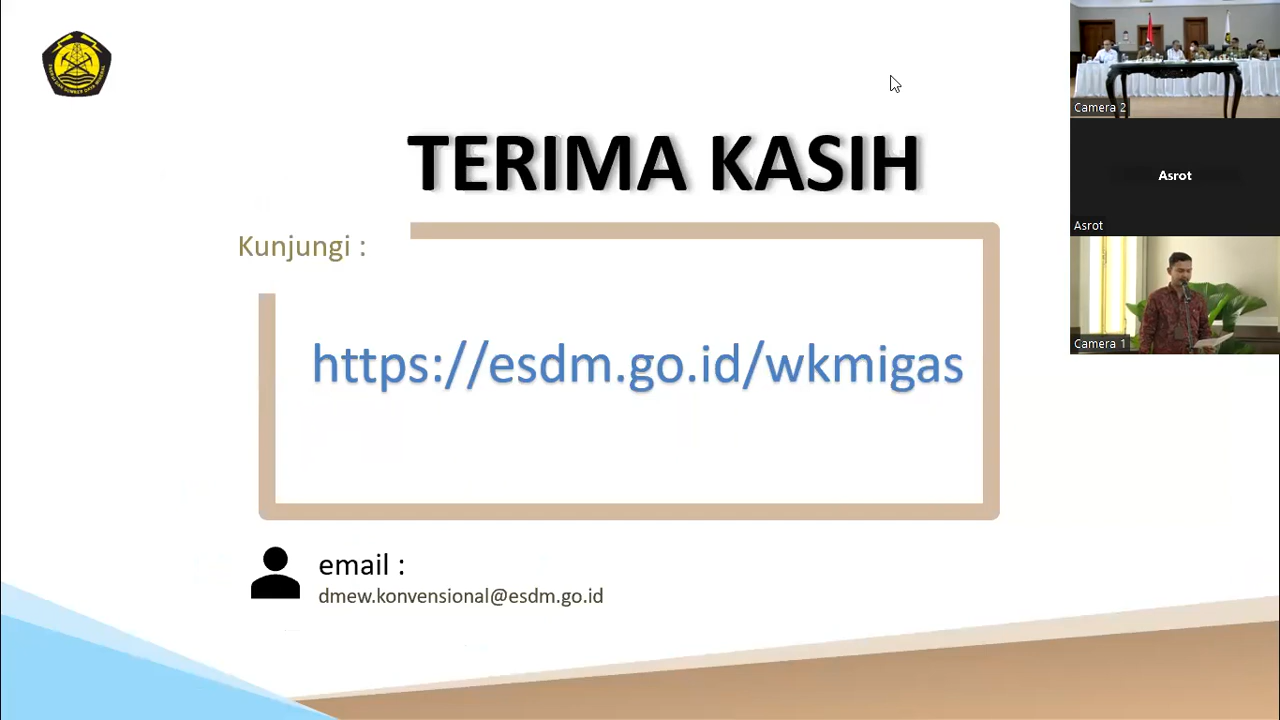 TERIMA KASIH
Kunjungi :
https://esdm.go.id/wkmigas
email :
dmew.konvensional@esdm.go.id
Camera 2
Asrot
Asrot
Camera 1